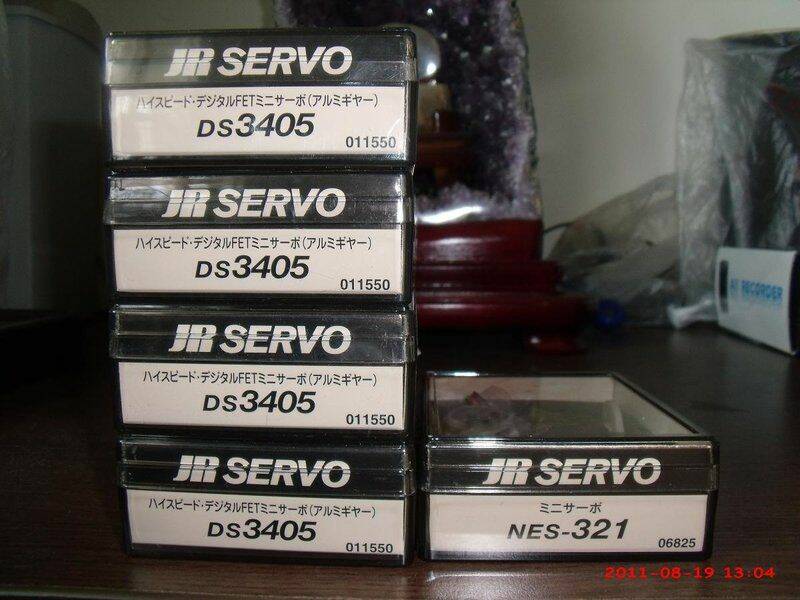 JR SERVO
ハイスピード・デジタルFETミニサーボ(アルミギヤー)
DS3405
011550
JR SERVO
ハイスピード・デジタルFETミニサーボ(アルミギヤー)
DS3405
011550
JR SERVO
ハイスピード・デジタルFETミニサーボ(アルミギヤー)
DS3405
011550
JR SERVO
ハイスピード・デジタルFETミニサーボ(アルミギヤー)
DS3405
011550
JR SERVO
ミニサーボ
NES-321
06825
RECORDER
2011-08-19 13:04